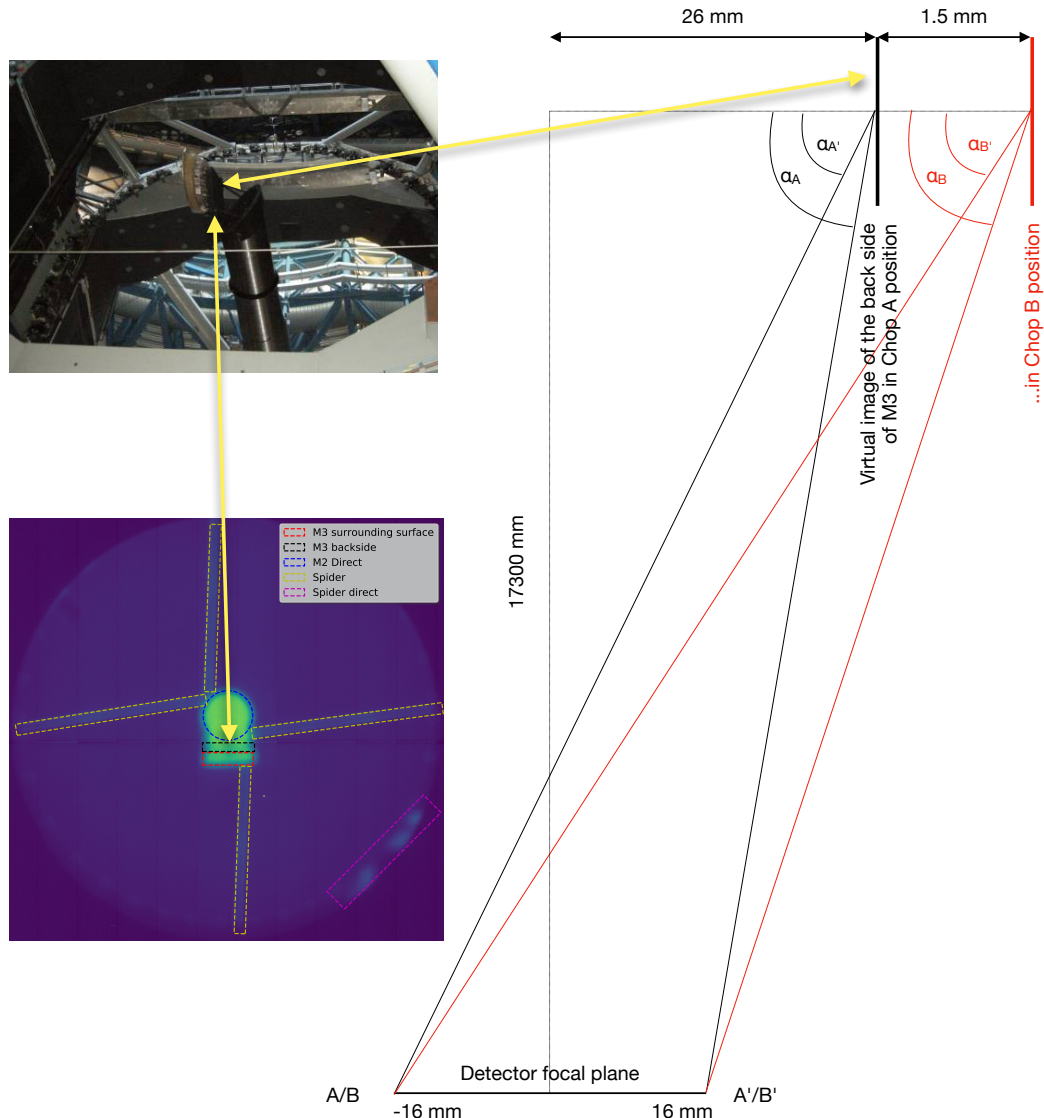 26 mm
1.5 mm
αA'
αA
αB'
αB
Virtual image of the back side
of M3 in Chop A position
...in Chop B position
M3 surrounding surface
M3 backside
M2 Direct
Spider
Spider direct
17300 mm
Detector focal plane
A/B
A'/B'
-16 mm
16 mm